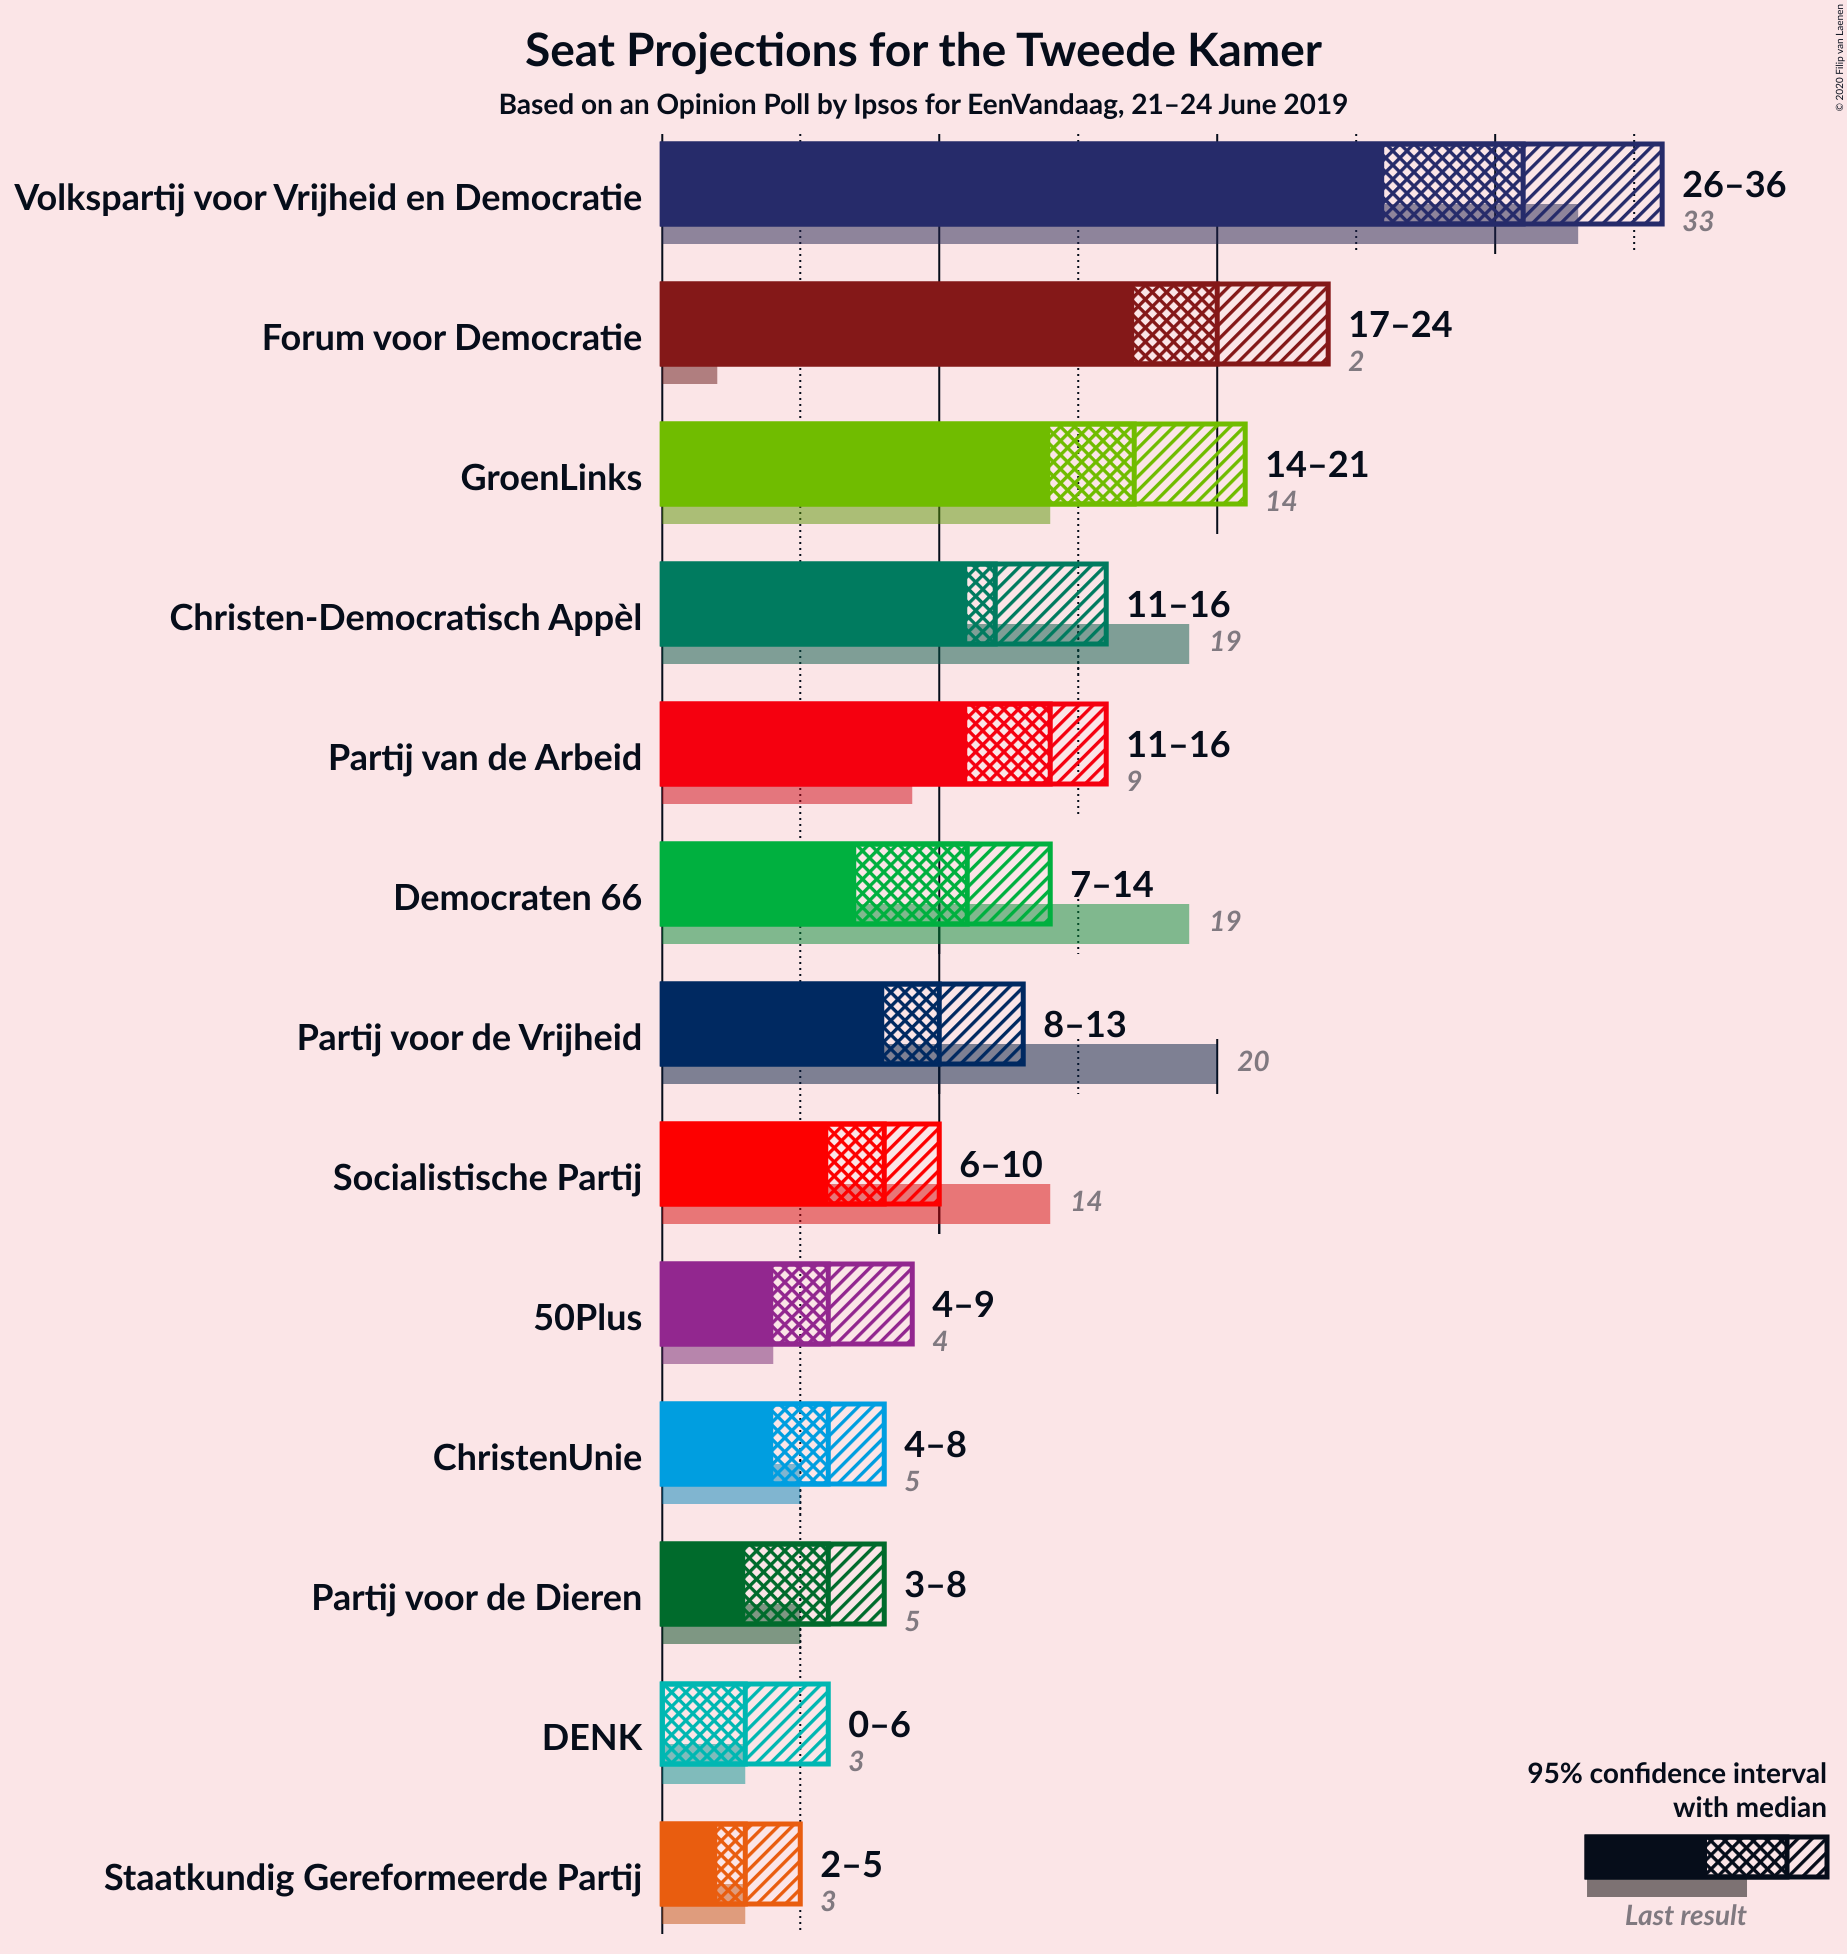 Seat Projections for the Tweede Kamer
Based on an Opinion Poll by Ipsos for EenVandaag, 21–24 June 2019
© 2020 Filip van Laenen
Volkspartij voor Vrijheid en Democratie
26–36
33
Forum voor Democratie
17–24
2
GroenLinks
14–21
14
Christen-Democratisch Appèl
11–16
19
Partij van de Arbeid
11–16
9
Democraten 66
7–14
19
Partij voor de Vrijheid
8–13
20
Socialistische Partij
6–10
14
50Plus
4–9
4
ChristenUnie
4–8
5
Partij voor de Dieren
3–8
5
DENK
0–6
3
Staatkundig Gereformeerde Partij
2–5
3
95% confidence interval
with median
Last result